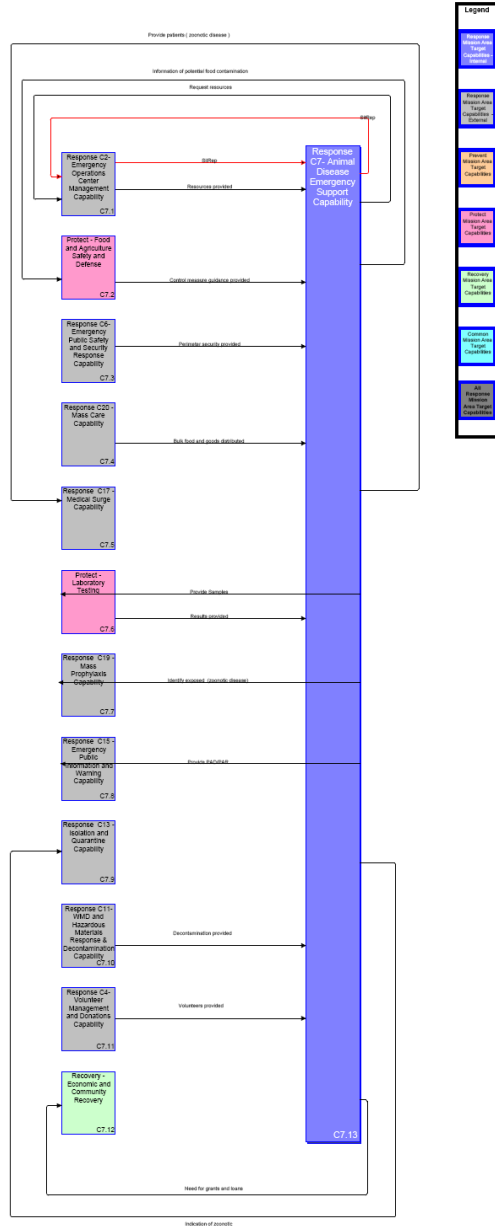 Legend
Provide patients ( zoonotic disease )
Response
Mission Area
Target
Capabilities -
Internal
Information of potential food contamination
Request resources
Response
Mission Area
Target
Capabilities -
External
SitRep
Response C2-
Emergency
Operations
Center
Management
Capability
C7.1
SitRep
Resources provided
Response
C7- Animal
Disease
Emergency
Support
Capability
Prevent
Mission Area
Target
Capabilities
Protect - Food
and Agriculture
Safety and
Defense
C7.2
Control measure guidance provided
Protect
Mission Area
Target
Capabilities
Response C6-
Emergency
Public Safety
and Security
Response
Capability
C7.3
Perimeter security provided
Recovery
Mission Area
Target
Capabilities
Common
Mission Area
Target
Capabilities
Response C20 -
Mass Care
Capability
C7.4
Bulk food and goods distributed
All
Response
Mission
Area Target
Capabilities
Response C17 -
Medical Surge
Capability
C7.5
Protect -
Laboratory
Testing
C7.6
Provide Samples
Results provided
Response C19 -
Mass
Prophylaxis
Capability
C7.7
Identify exposed (zoonotic disease)
Response C15 -
Emergency
Public
Information and
Warning
Capability
C7.8
Provide
Response C13 -
Isolation and
Quarantine
Capability
C7.9
Response C11-
WMD and
Hazardous
Materials
Response &
Decontamination
Capability
C7.10
Decontamination provided
Response C4-
Volunteer
Management
and Donations
Capability
C7.11
Volunteers provided
Recovery -
Economic and
Community
Recovery
C7.12
C7.13
Need for grants and loans
Indication of zoonotic